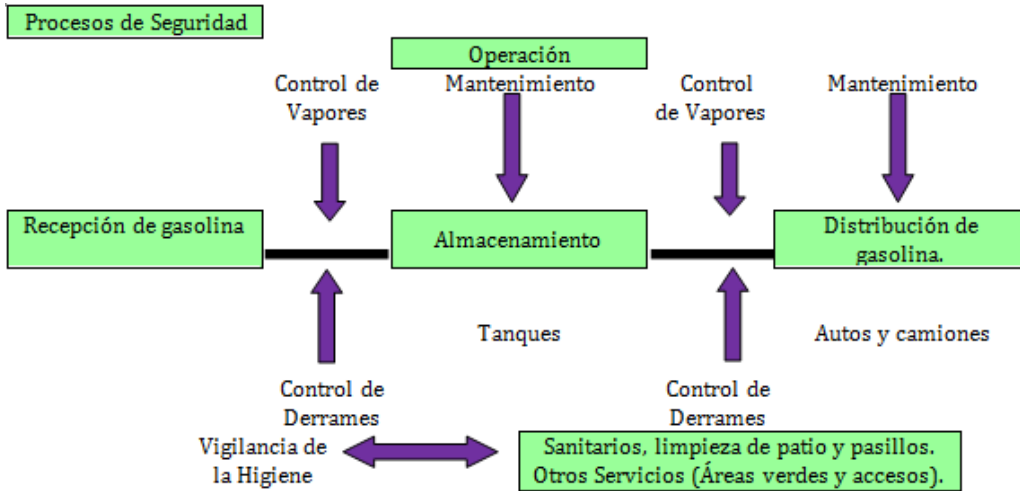 Procesos de Seguridad
Operación
Control de
Vapores
Mantenimiento
Control
de Vapores
Mantenimiento
Recepción de gasolina
Almacenamiento
Distribución de
gasolina.
Tanques
Autos y camiones
Control de
Derrames
Control de
Derrames
Vigilancia de
la Higiene
Sanitarios, limpieza de patio y pasillos.
Otros Servicios (Áreas verdes y accesos).